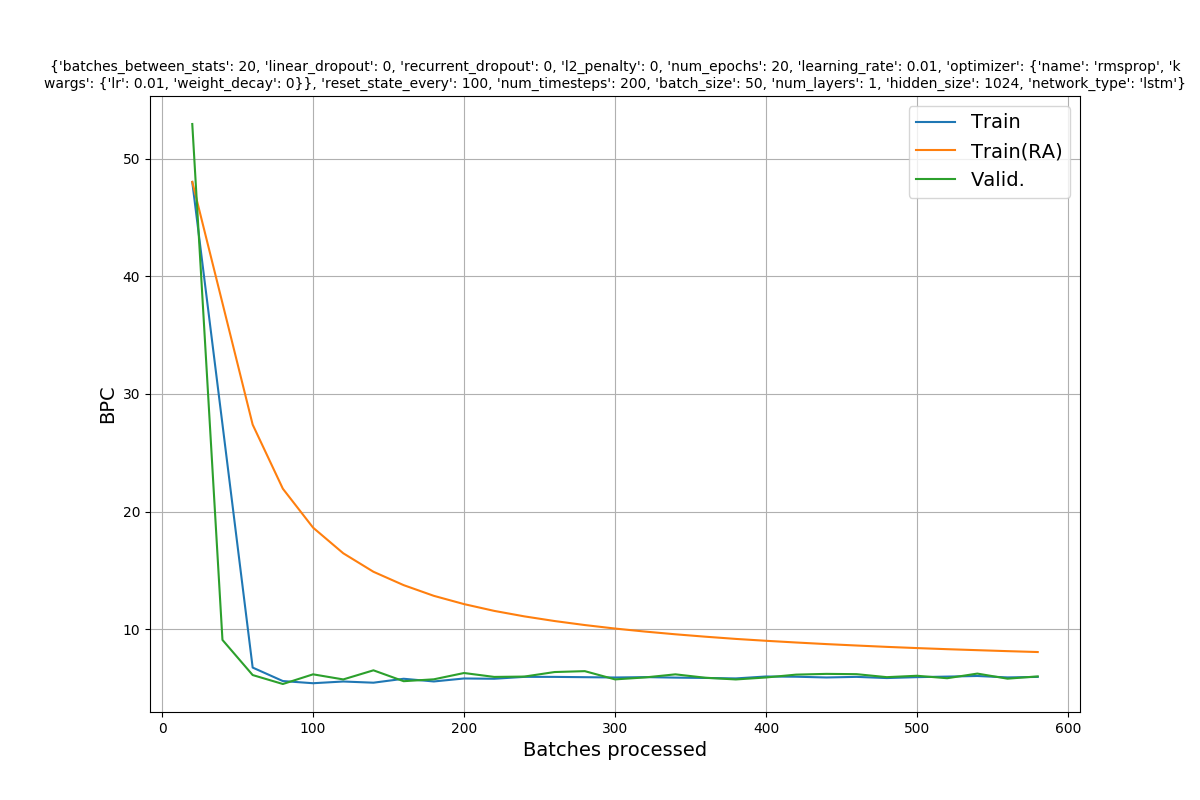 {'batches_between_stats': 20, 'linear_dropout': 0, 'recurrent_dropout': 0, 'l2_penalty': 0, 'num_epochs': 20, 'learning_rate': 0.01, 'optimizer': {'name': 'rmsprop', 'k
wargs': {'lr': 0.01, 'weight_decay': 0}}, 'reset_state_every': 100, 'num_timesteps': 200, 'batch_size': 50, 'num_layers': 1, 'hidden_size': 1024, 'network_type': 'lstm'}
Train
Train(RA)
Valid.
50
40
30
20
10
BPC
0 100 200 300 400 500 600
Batches processed